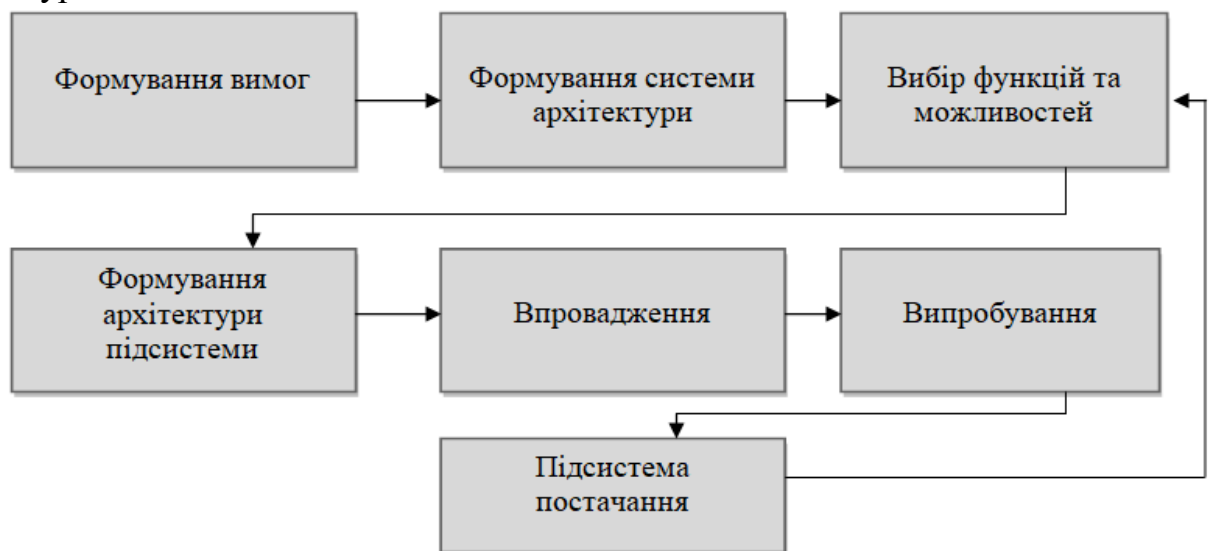 Формування вимог
Формування системи
архітектури
Вибір функцій та
можливостей
Формування
архітектури
підсистеми
Впровадження
Випробування
Підсистема
постачання